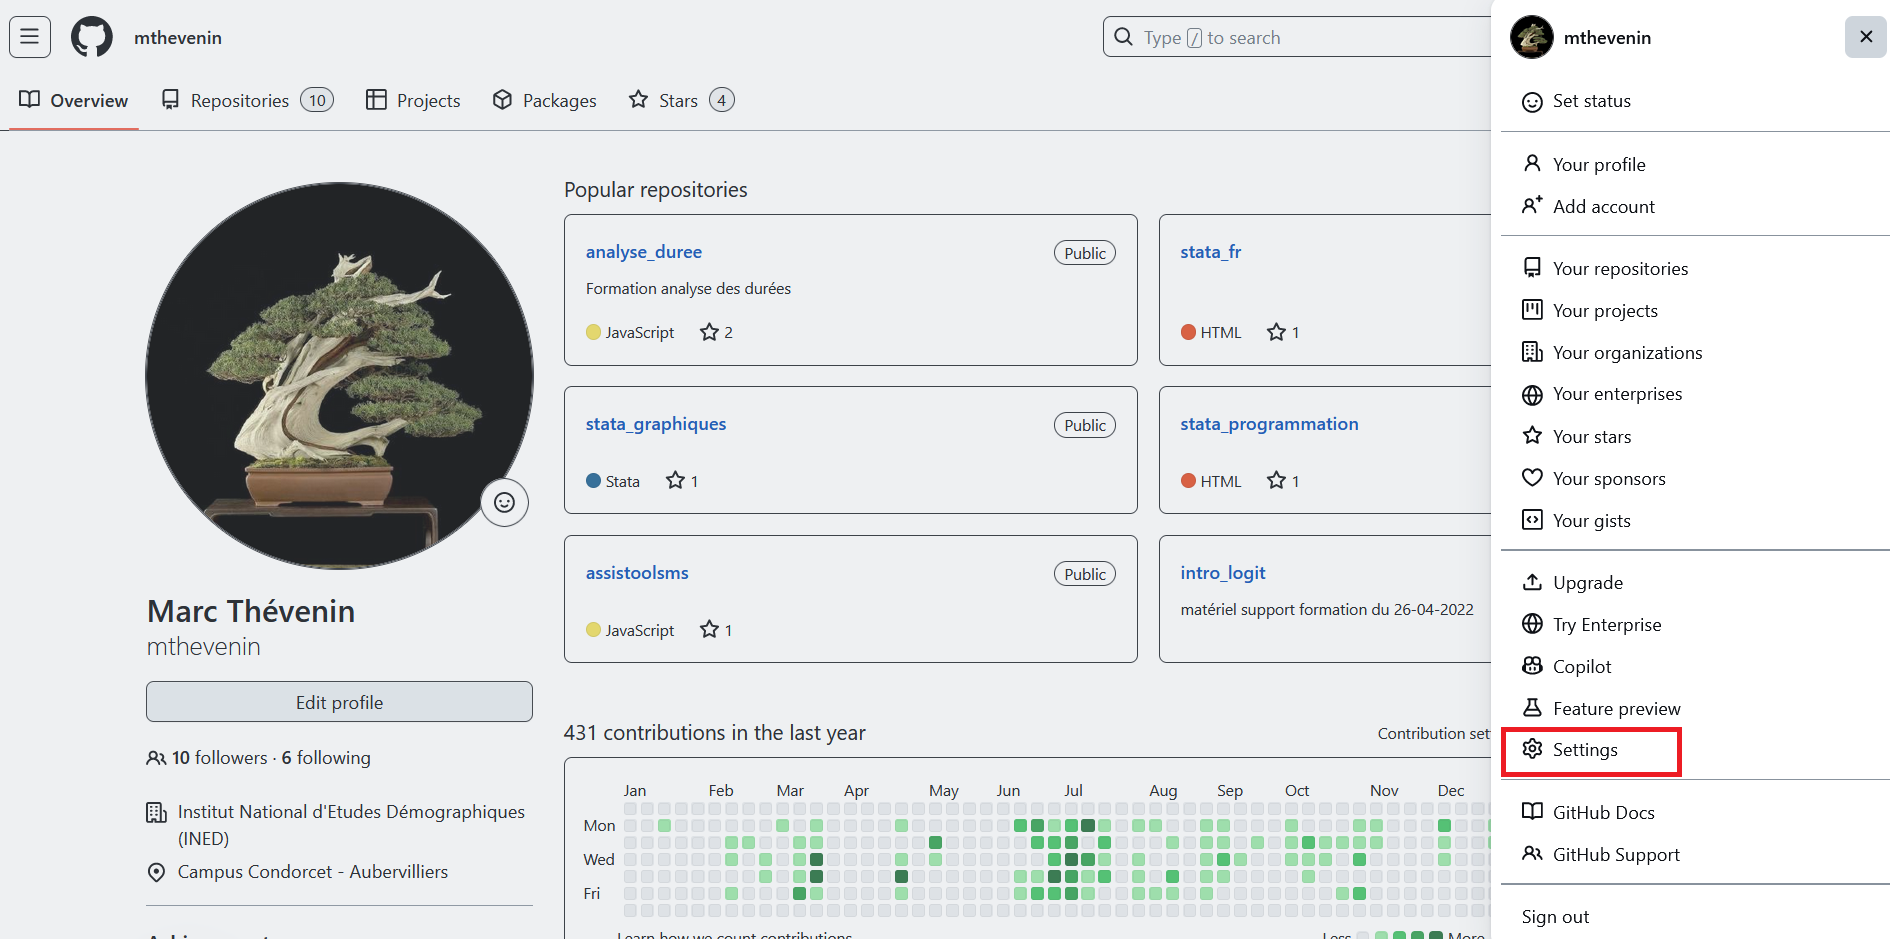 mthevenin
Type / to search
Overview
Repositories 10
Projects
Packages
Stars 4
Marc Thévenin
mthevenin
Edit profile
10 followers · 6 following
Institut National d'Etudes Démographiques
(INED)
Campus Condorcet - Aubervilliers
Popular repositories
analyse_duree
Public
Formation analyse des durées
JavaScript
2
stata_fr
HTML
1
stata_graphiques
Public
Stata
1
stata_programmation
HTML
1
assistoolsms
Public
JavaScript
1
intro_logit
matériel support formation du 26-04-2022
431 contributions in the last year
Contribution set
Jan Feb Mar Apr May Jun Jul Aug Sep Oct Nov Dec
Mon
Wed
Fri
Learn how we count contributions
Less
More
mthevenin
Set status
Your profile
Add account
Your repositories
Your projects
Your organizations
Your enterprises
Your stars
Your sponsors
Your gists
Upgrade
Try Enterprise
Copilot
Feature preview
Settings
GitHub Docs
GitHub Support
Sign out